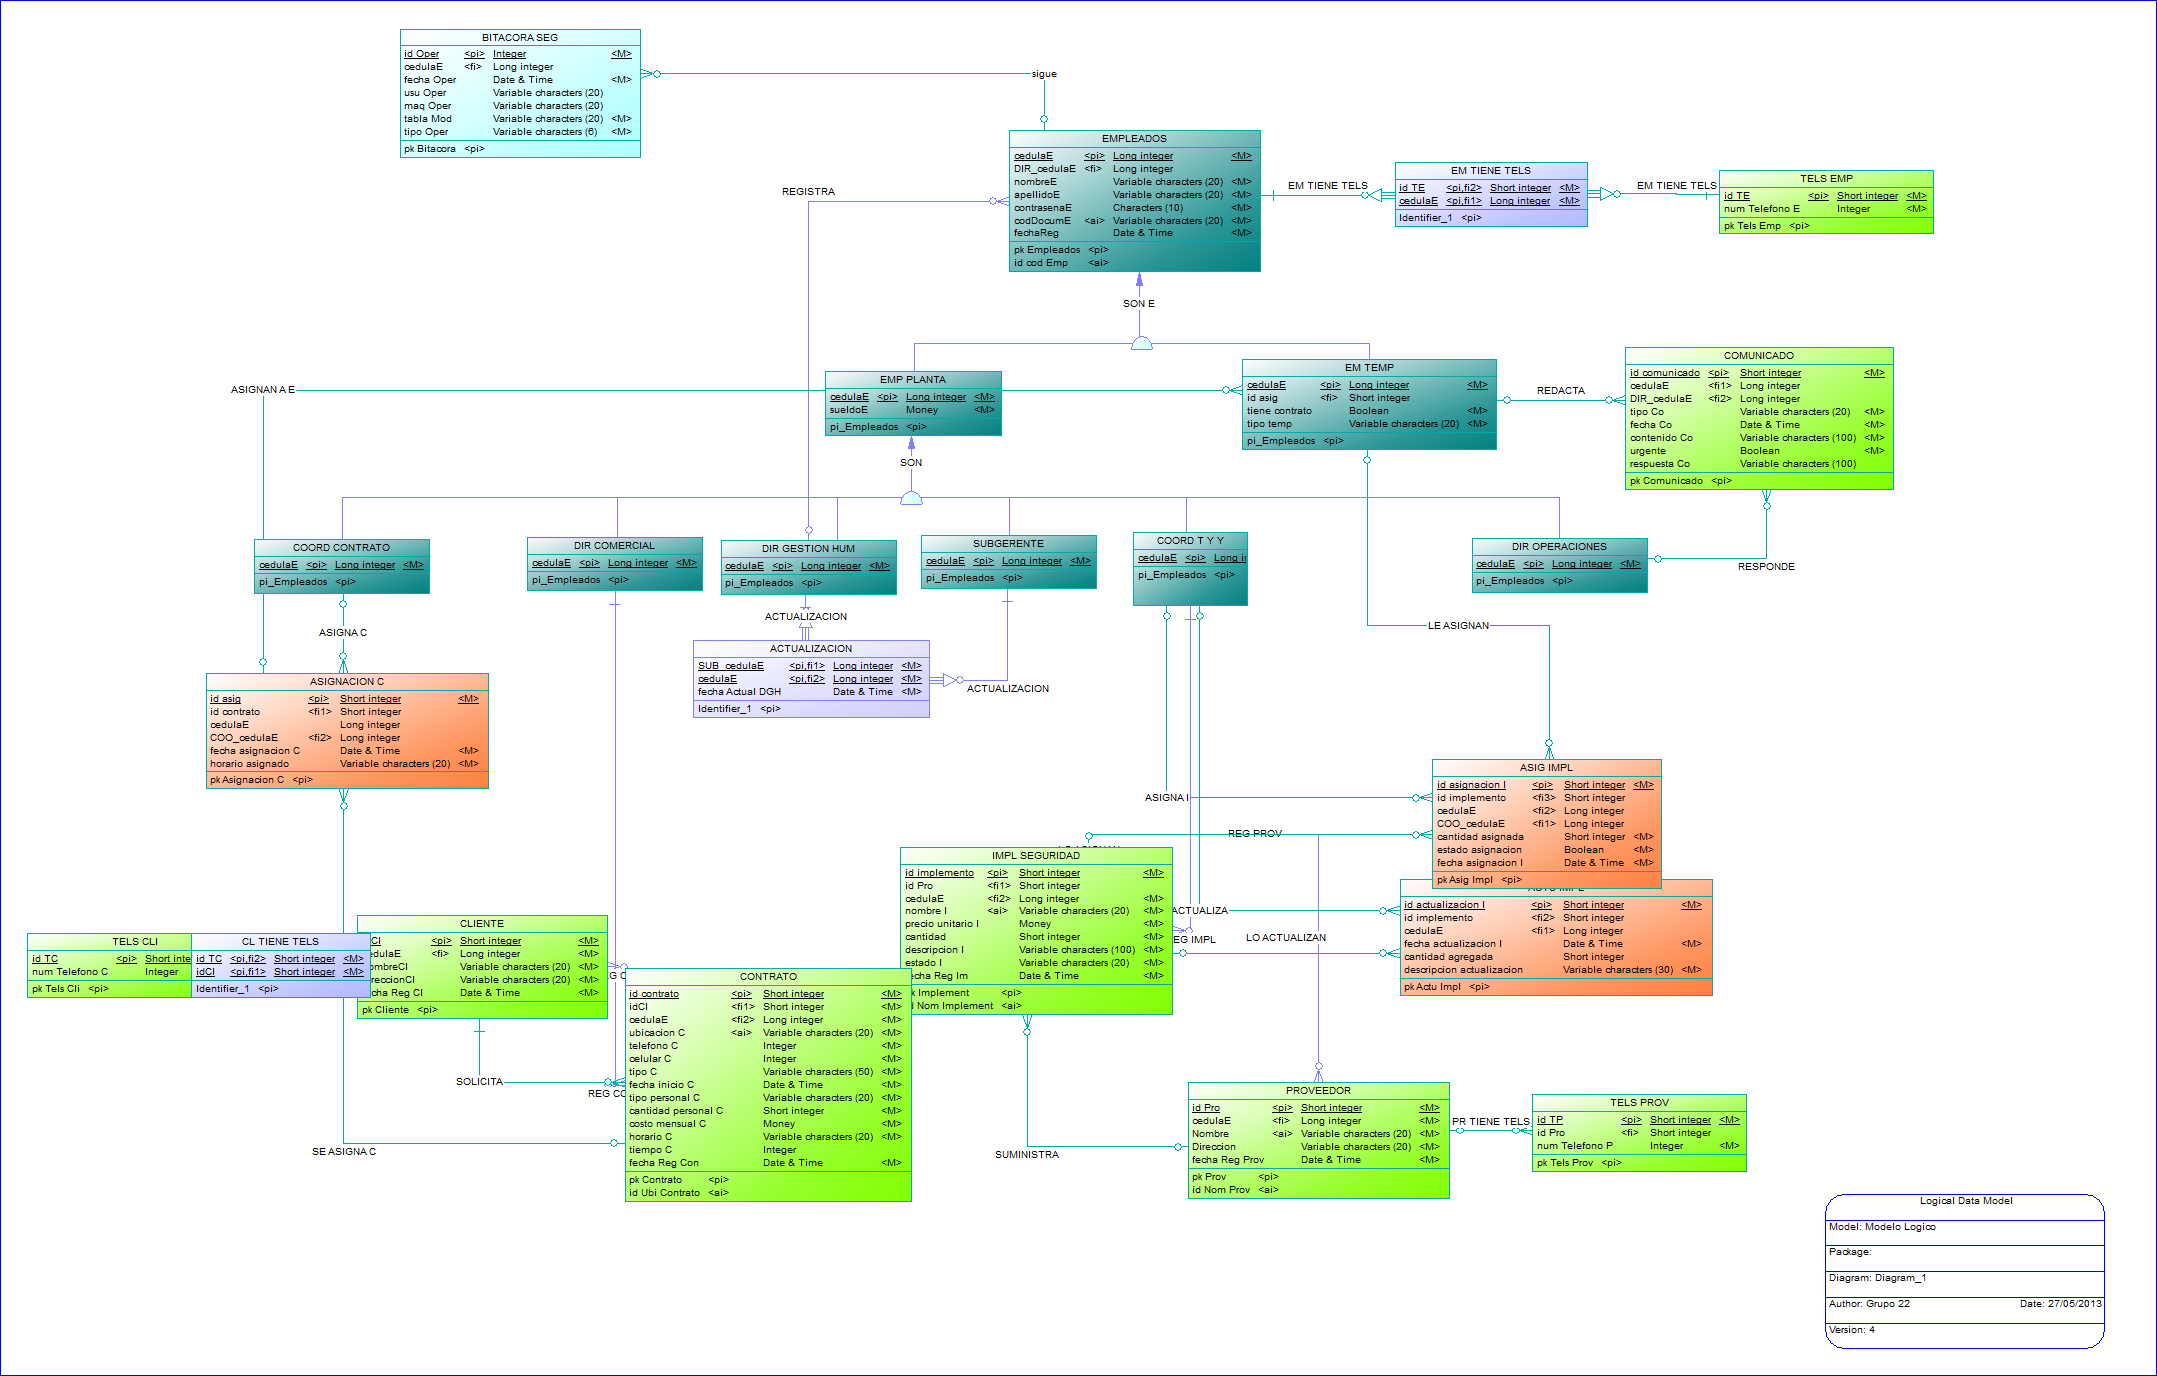 BITACORA SEG
id Oper <pi> Integer <M>
cedulaE <fi> Long integer
fecha Oper Date & Time <M>
usu Oper Variable characters (20)
maq Oper Variable characters (20)
tabla Mod Variable characters (20) <M>
tipo Oper Variable characters (6) <M>
pk Bitacora <pi>
sigue
EMPLEADOS
cedulaE <pi> Long integer <M>
DIR_cedulaE <fi> Long integer
nombreE Variable characters (20) <M>
apellidoE Variable characters (20) <M>
contrasenaE Characters (10) <M>
codDocumE <ai> Variable characters (20) <M>
fechaReg Date & Time <M>
pk Empleados <pi>
id cod Emp <ai>
EM TIENE TELS
EM TIENE TELS
id TE <pi,fi2> Short integer <M>
cedulaE <pi,fi1> Long integer <M>
Identifier_1 <pi>
EM TIENE TELS
TELS EMP
id TE <pi> Short integer <M>
num Telefono E Integer <M>
pk Tels Emp <pi>
REGISTRA
SON E
ASIGNAN A E
EMP PLANTA
cedulaE <pi> Long integer <M>
sueldoE Money <M>
pi_Empleados <pi>
EM TEMP
cedulaE <pi> Long integer <M>
id asig <fi> Short integer
tiene contrato Boolean <M>
tipo temp Variable characters (20) <M>
pi_Empleados <pi>
REDACTA
COMUNICADO
id comunicado <pi> Short integer <M>
cedulaE <fi1> Long integer
DIR_cedulaE <fi2> Long integer
tipo Co Variable characters (20) <M>
fecha Co Date & Time <M>
contenido Co Variable characters (100) <M>
urgente Boolean <M>
respuesta Co Variable characters (100)
pk Comunicado <pi>
SON
COORD CONTRATO
cedulaE <pi> Long integer <M>
pi_Empleados <pi>
DIR COMERCIAL
cedulaE <pi> Long integer <M>
pi_Empleados <pi>
DIR GESTION HUM
cedulaE <pi> Long integer <M>
pi_Empleados <pi>
SUBGERENTE
cedulaE <pi> Long integer <M>
pi_Empleados <pi>
COORD T Y Y
cedulaE <pi> Long i
pi_Empleados <pi>
DIR OPERACIONES
cedulaE <pi> Long integer <M>
pi_Empleados <pi>
RESPONDE
ASIGNA C
ACTUALIZACION
LE ASIGNAN
ACTUALIZACION
SUB_cedulaE <pi,fi1> Long integer <M>
cedulaE <pi,fi2> Long integer <M>
fecha Actual DGH Date & Time <M>
Identifier_1 <pi>
ACTUALIZACION
ASIGNACION C
id asig <pi> Short integer <M>
id contrato <fi1> Short integer
cedulaE Long integer
COO_cedulaE <fi2> Long integer
fecha asignacion C Date & Time <M>
horario asignado Variable characters (20) <M>
pk Asignacion C <pi>
ASIG IMPL
id asignacion I <pi> Short integer <M>
id implemento <fi3> Short integer
cedulaE <fi2> Long integer
COO_cedulaE <fi1> Long integer
cantidad asignada Short integer <M>
estado asignacion Boolean <M>
fecha asignacion I Date & Time <M>
pk Asig Impl <pi>
ASIGNA I
REG PROV
id actualizacion I <pi> Short integer <M>
id implemento <fi2> Short integer
cedulaE <fi1> Long integer
fecha actualizacion I Date & Time <M>
cantidad agregada Short integer
descripcion actualizacion Variable characters (30) <M>
pk Actu Impl <pi>
IMPL SEGURIDAD
id implemento <pi> Short integer <M>
id Pro <fi1> Short integer
cedulaE <fi2> Long integer <M>
nombre I <ai> Variable characters (20) <M>
precio unitario I Money <M>
cantidad Short integer <M>
descripcion I Variable characters (100) <M>
estado I Variable characters (20) <M>
echa Reg Im Date & Time <M>
k Implement <pi>
d Nom Implement <ai>
ACTUALIZA
EG IMPL
LO ACTUALIZAN
TELS CLI
id TC <pi> Short inte
num Telefono C Integer
pk Tels Cli <pi>
CL TIENE TELS
id TC <pi,fi2> Short integer <M>
idCl <pi,fi1> Short integer <M>
Identifier_1 <pi>
CLIENTE
Cl <pi> Short integer <M>
edulaE <fi> Long integer <M>
ombreCl Variable characters (20) <M>
reccionCl Variable characters (20) <M>
cha Reg Cl Date & Time <M>
pk Cliente <pi>
G C
SOLICITA
REG CO
SE ASIGNA C
CONTRATO
id contrato <pi> Short integer <M>
idCl <fi1> Short integer <M>
cedulaE <fi2> Long integer <M>
ubicacion C <ai> Variable characters (20) <M>
telefono C Integer <M>
celular C Integer <M>
tipo C Variable characters (50) <M>
fecha inicio C Date & Time <M>
tipo personal C Variable characters (20) <M>
cantidad personal C Short integer <M>
costo mensual C Money <M>
horario C Variable characters (20) <M>
tiempo C Integer
fecha Reg Con Date & Time <M>
pk Contrato <pi>
id Ubi Contrato <ai>
SUMINISTRA
PROVEEDOR
id Pro <pi> Short integer <M>
cedulaE <fi> Long integer <M>
Nombre <ai> Variable characters (20) <M>
Direccion Variable characters (20) <M>
fecha Reg Prov Date & Time <M>
pk Prov <pi>
id Nom Prov <ai>
PR TIENE TELS
TELS PROV
id TP <pi> Short integer <M>
id Pro <fi> Short integer
num Telefono P Integer <M>
pk Tels Prov <pi>
Logical Data Model
Model: Modelo Logico
Package:
Diagram: Diagram_1
Author: Grupo 22 Date: 27/05/2013
Version: 4